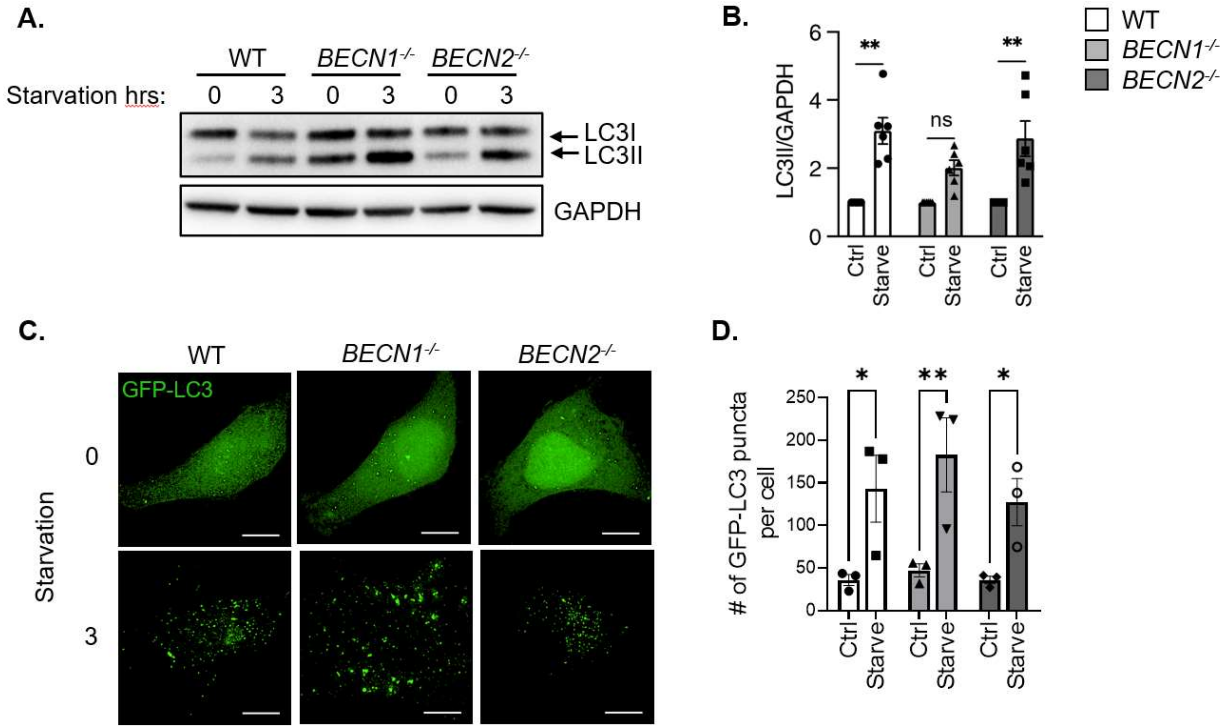 A.
WT BECN1-/- BECN2-/-
Starvation hrs: 0 3 0 3 0 3
LC3I
LC3II
GAPDH
B.
WT
BECN1-/-
BECN2-/-
LC3II/GAPDH
6
4
2
0
** ns **
Ctrl Starve Ctrl Starve Ctrl Starve
C.
WT BECN1-/- BECN2-/-
GFP-LC3
Starvation
0
3
D.
# of GFP-LC3 puncta
per cell
250
200
150
100
50
0
* ** *
Ctrl Starve Ctrl Starve Ctrl Starve